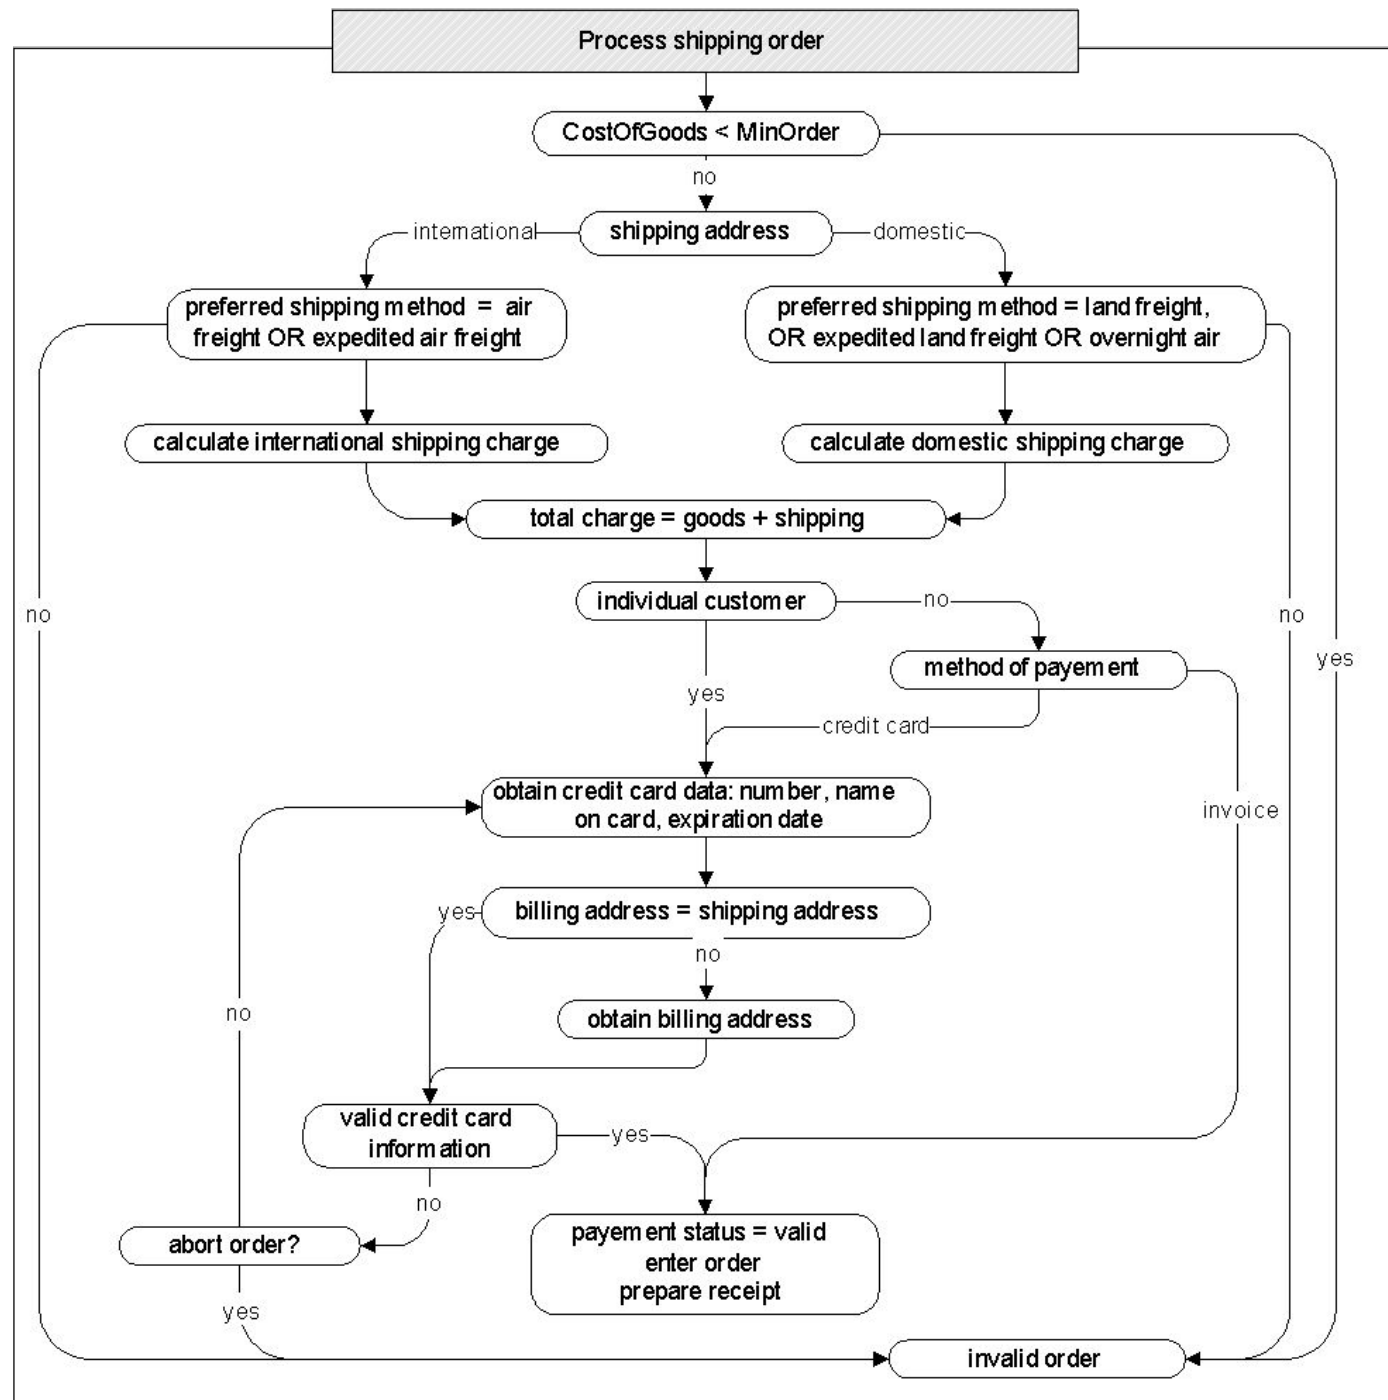 Process shipping order
CostOfGoods < MinOrder
no
shipping address
international
domestic
preferred shipping method = air
freight OR expedited air freight
preferred shipping method = land freight,
OR expedited land freight OR overnight air
calculate international shipping charge
calculate domestic shipping charge
total charge = goods + shipping
individual customer
no
no
no
yes
method of payement
yes
credit card
obtain credit card data: number, name
on card, expiration date
invoice
billing address = shipping address
yes
no
no
obtain billing address
valid credit card
information
yes
no
abort order?
payement status = valid
enter order
prepare receipt
yes
invalid order